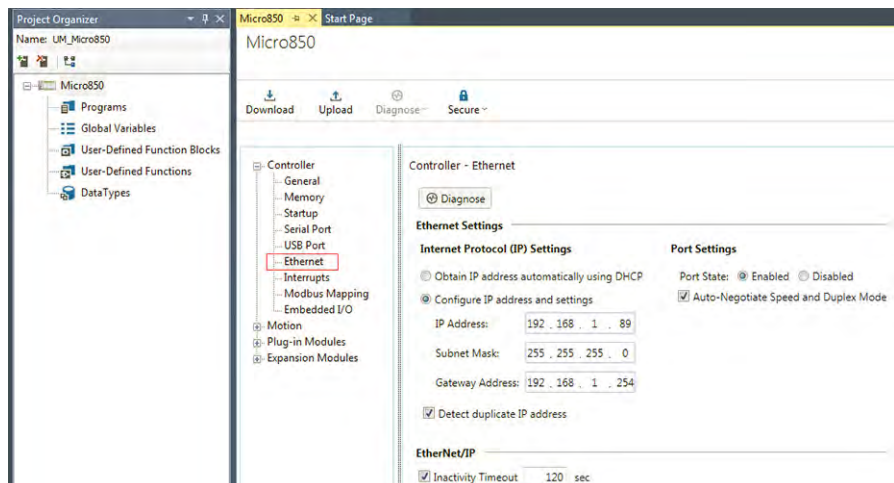 Project Organizer
Name: UM_Micro850
Micro850
Programs
Global Variables
User-Defined Function Blocks
User-Defined Functions
DataTypes
Micro850 Start Page
Micro850
Download Upload Diagnose Secure
Controller
General
Memory
Startup
Serial Port
USB Port
Ethernet
Interrupts
Modbus Mapping
Embedded I/O
Motion
Plug-in Modules
Expansion Modules
Controller - Ethernet
Diagnose
Ethernet Settings
Internet Protocol (IP) Settings
Obtain IP address automatically using DHCP
Configure IP address and settings
IP Address: 192 . 168 . 1 . 89
Subnet Mask: 255 . 255 . 255 . 0
Gateway Address: 192 . 168 . 1 . 254
Detect duplicate IP address
Port Settings
Port State: Enabled Disabled
Auto-Negotiate Speed and Duplex Mode
EtherNet/IP
Inactivity Timeout 120 sec